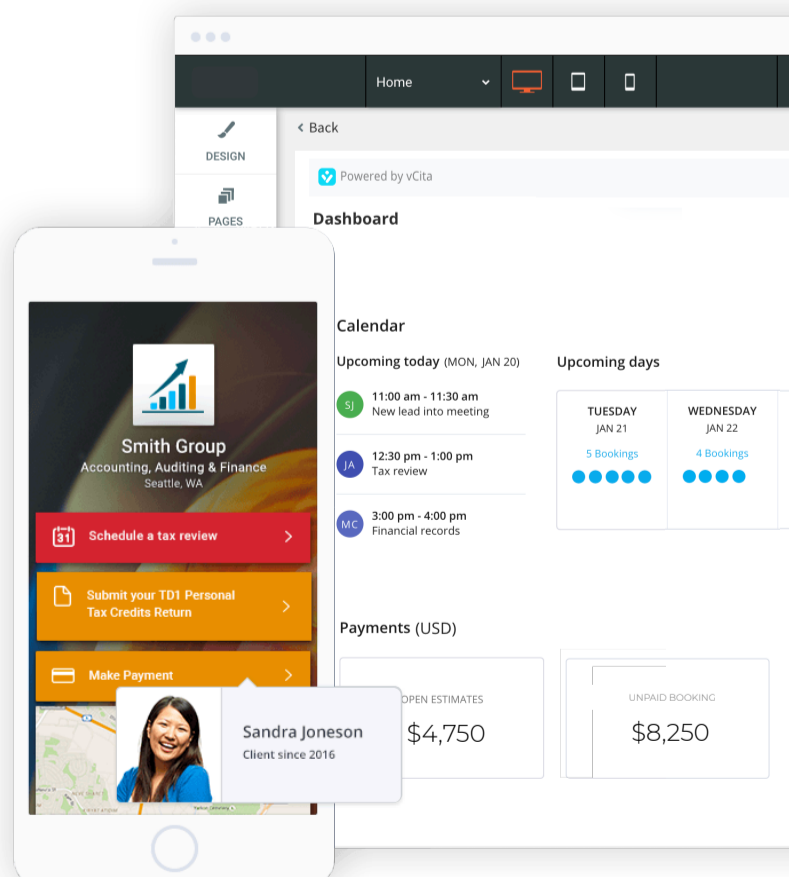 Home
DESIGN
PAGES
< Back
Powered by vCita
Dashboard
Calendar
Upcoming today (MON, JAN 20)
SJ
11:00 am - 11:30 am
New lead into meeting
JA
12:30 pm - 1:00 pm
Tax review
MC
3:00 pm - 4:00 pm
Financial records
Upcoming days
TUESDAY
JAN 21
5 Bookings
WEDNESDAY
JAN 22
4 Bookings
Payments (USD)
OPEN ESTIMATES
$4,750
UNPAID BOOKING
$8,250
Smith Group
Accounting, Auditing & Finance
Seattle, WA
31
Schedule a tax review
Submit your TD1 Personal
Tax Credits Return
Make Payment
Sandra Joneson
Client since 2016